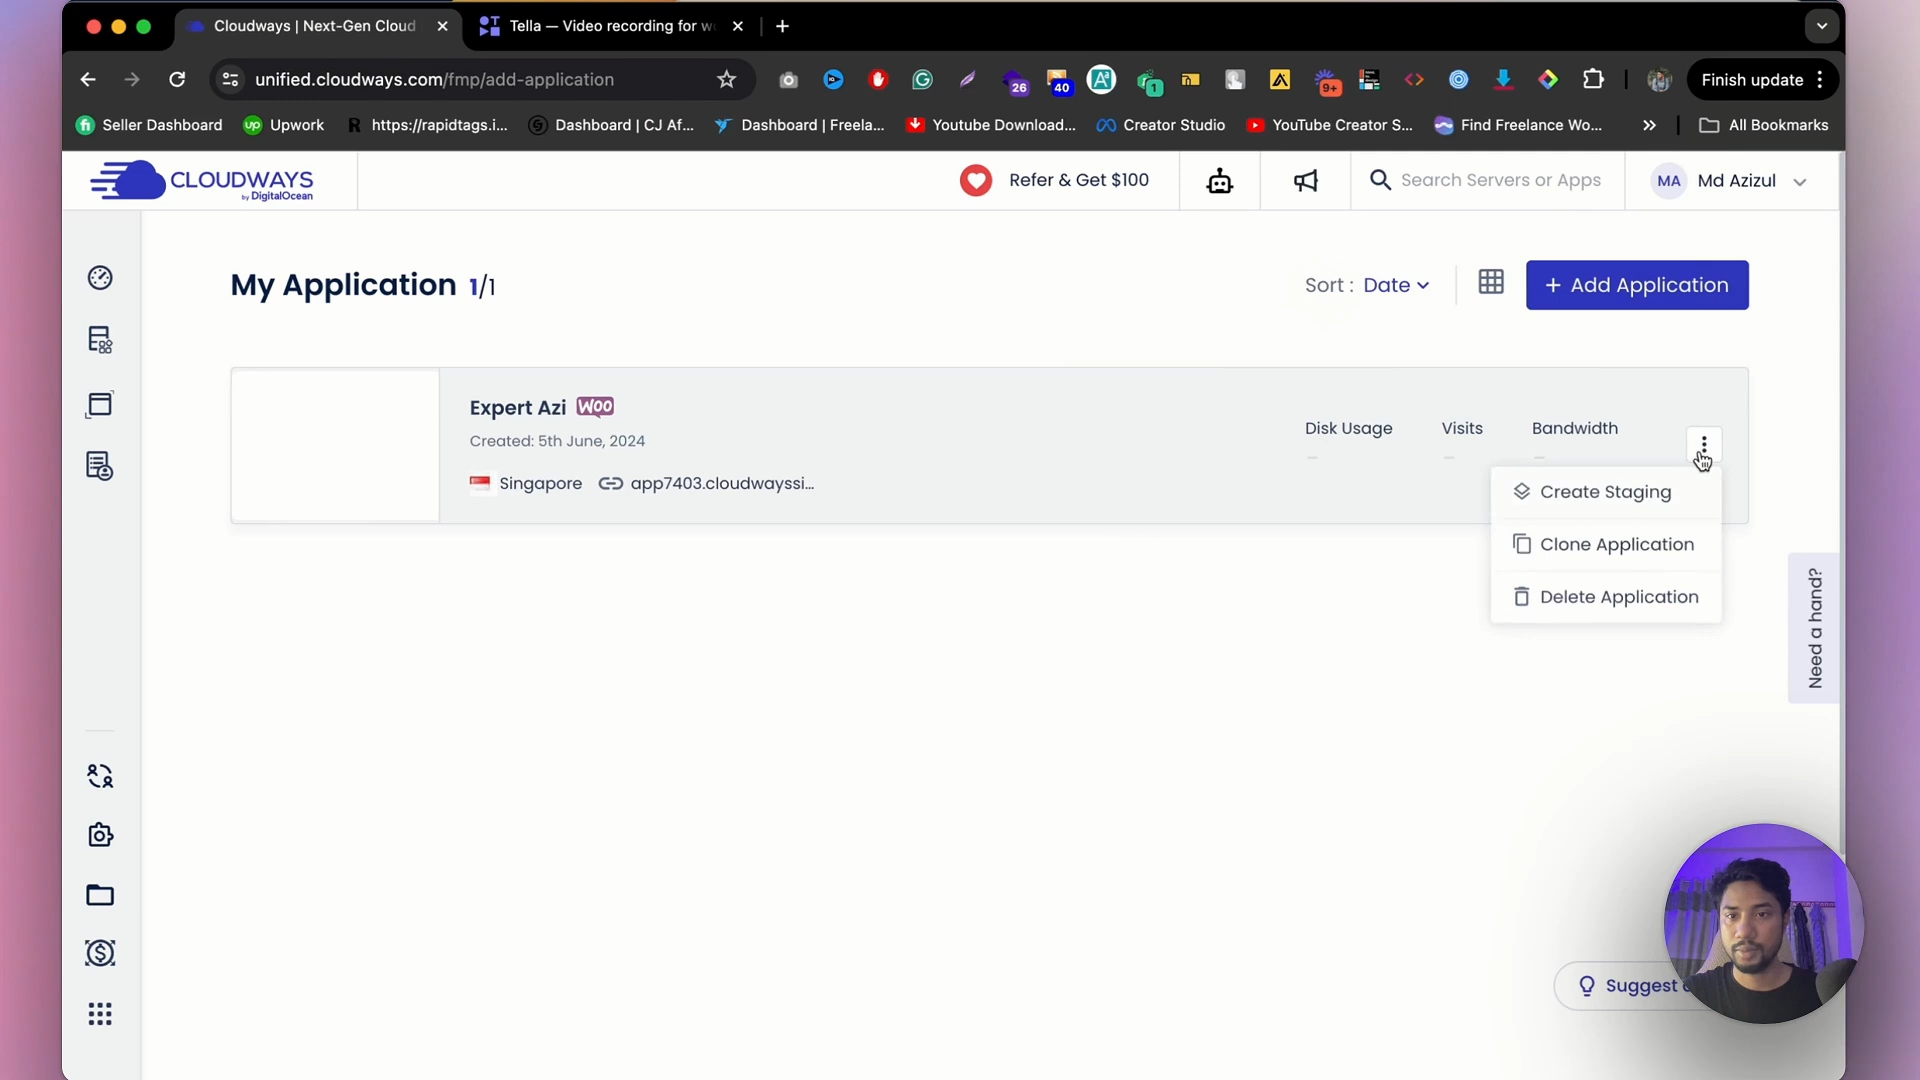 Cloudways | Next-Gen Cloud
Tella — Video recording for w
unified.cloudways.com/fmp/add-application
26
40
1
9+
Finish update
Seller Dashboard
Upwork
https://rapidtags.i...
Dashboard | CJ Af...
Dashboard | Freela...
Youtube Download...
Creator Studio
YouTube Creator S...
Find Freelance Wo...
All Bookmarks
CLOUDWAYS
by DigitalOcean
Refer & Get $100
Search Servers or Apps
MA
Md Azizul
My Application 1/1
Sort : Date
+ Add Application
Expert Azi Woo
Created: 5th June, 2024
Singapore
app7403.cloudwayssi...
Disk Usage
Visits
Bandwidth
–
–
–
Create Staging
Clone Application
Delete Application
Need a hand?
Suggest